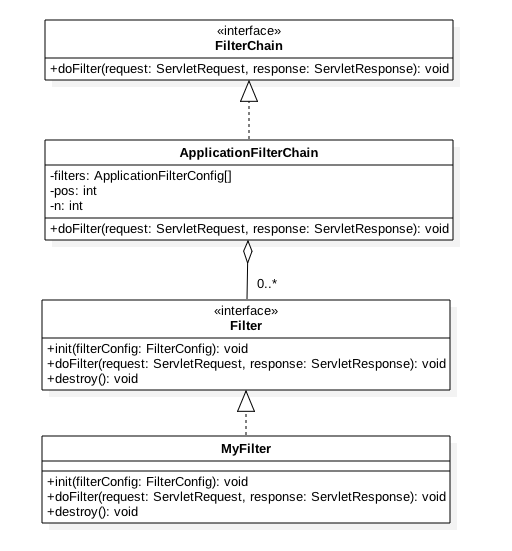 «interface»
FilterChain
+doFilter(request: ServletRequest, response: ServletResponse): void
ApplicationFilterChain
-filters: ApplicationFilterConfig[]
-pos: int
-n: int
+doFilter(request: ServletRequest, response: ServletResponse): void
0..*
«interface»
Filter
+init(filterConfig: FilterConfig): void
+doFilter(request: ServletRequest, response: ServletResponse): void
+destroy(): void
MyFilter
+init(filterConfig: FilterConfig): void
+doFilter(request: ServletRequest, response: ServletResponse): void
+destroy(): void